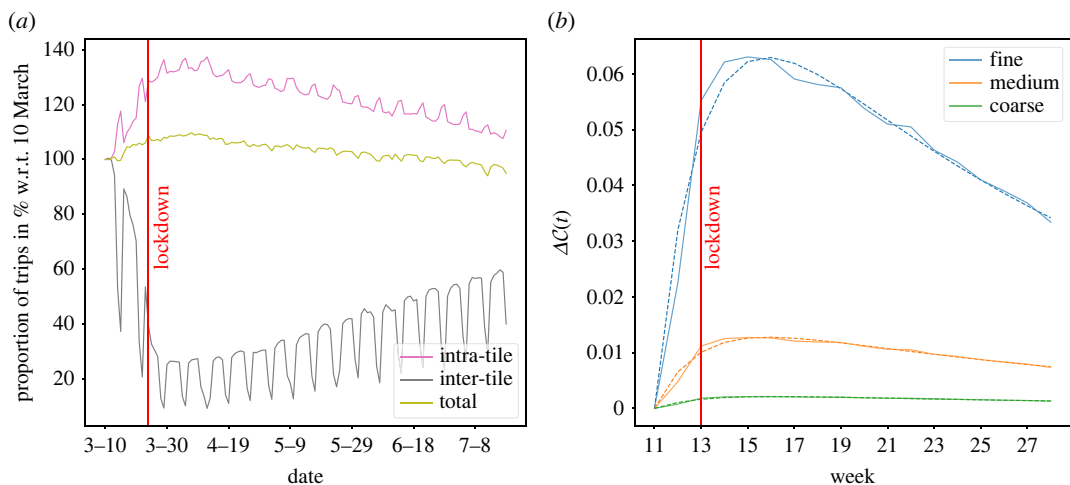 (a)
140
120
100
80
60
40
20
proportion of trips in % w.r.t. 10 March
lockdown
intra-tile
inter-tile
total
3–10
3–30
4–19
5–9
5–29
6–18
7–8
date
(b)
0.06
0.05
0.04
0.03
0.02
0.01
0
ΔC(t)
lockdown
fine
medium
coarse
11
13
15
17
19
21
23
25
27
week